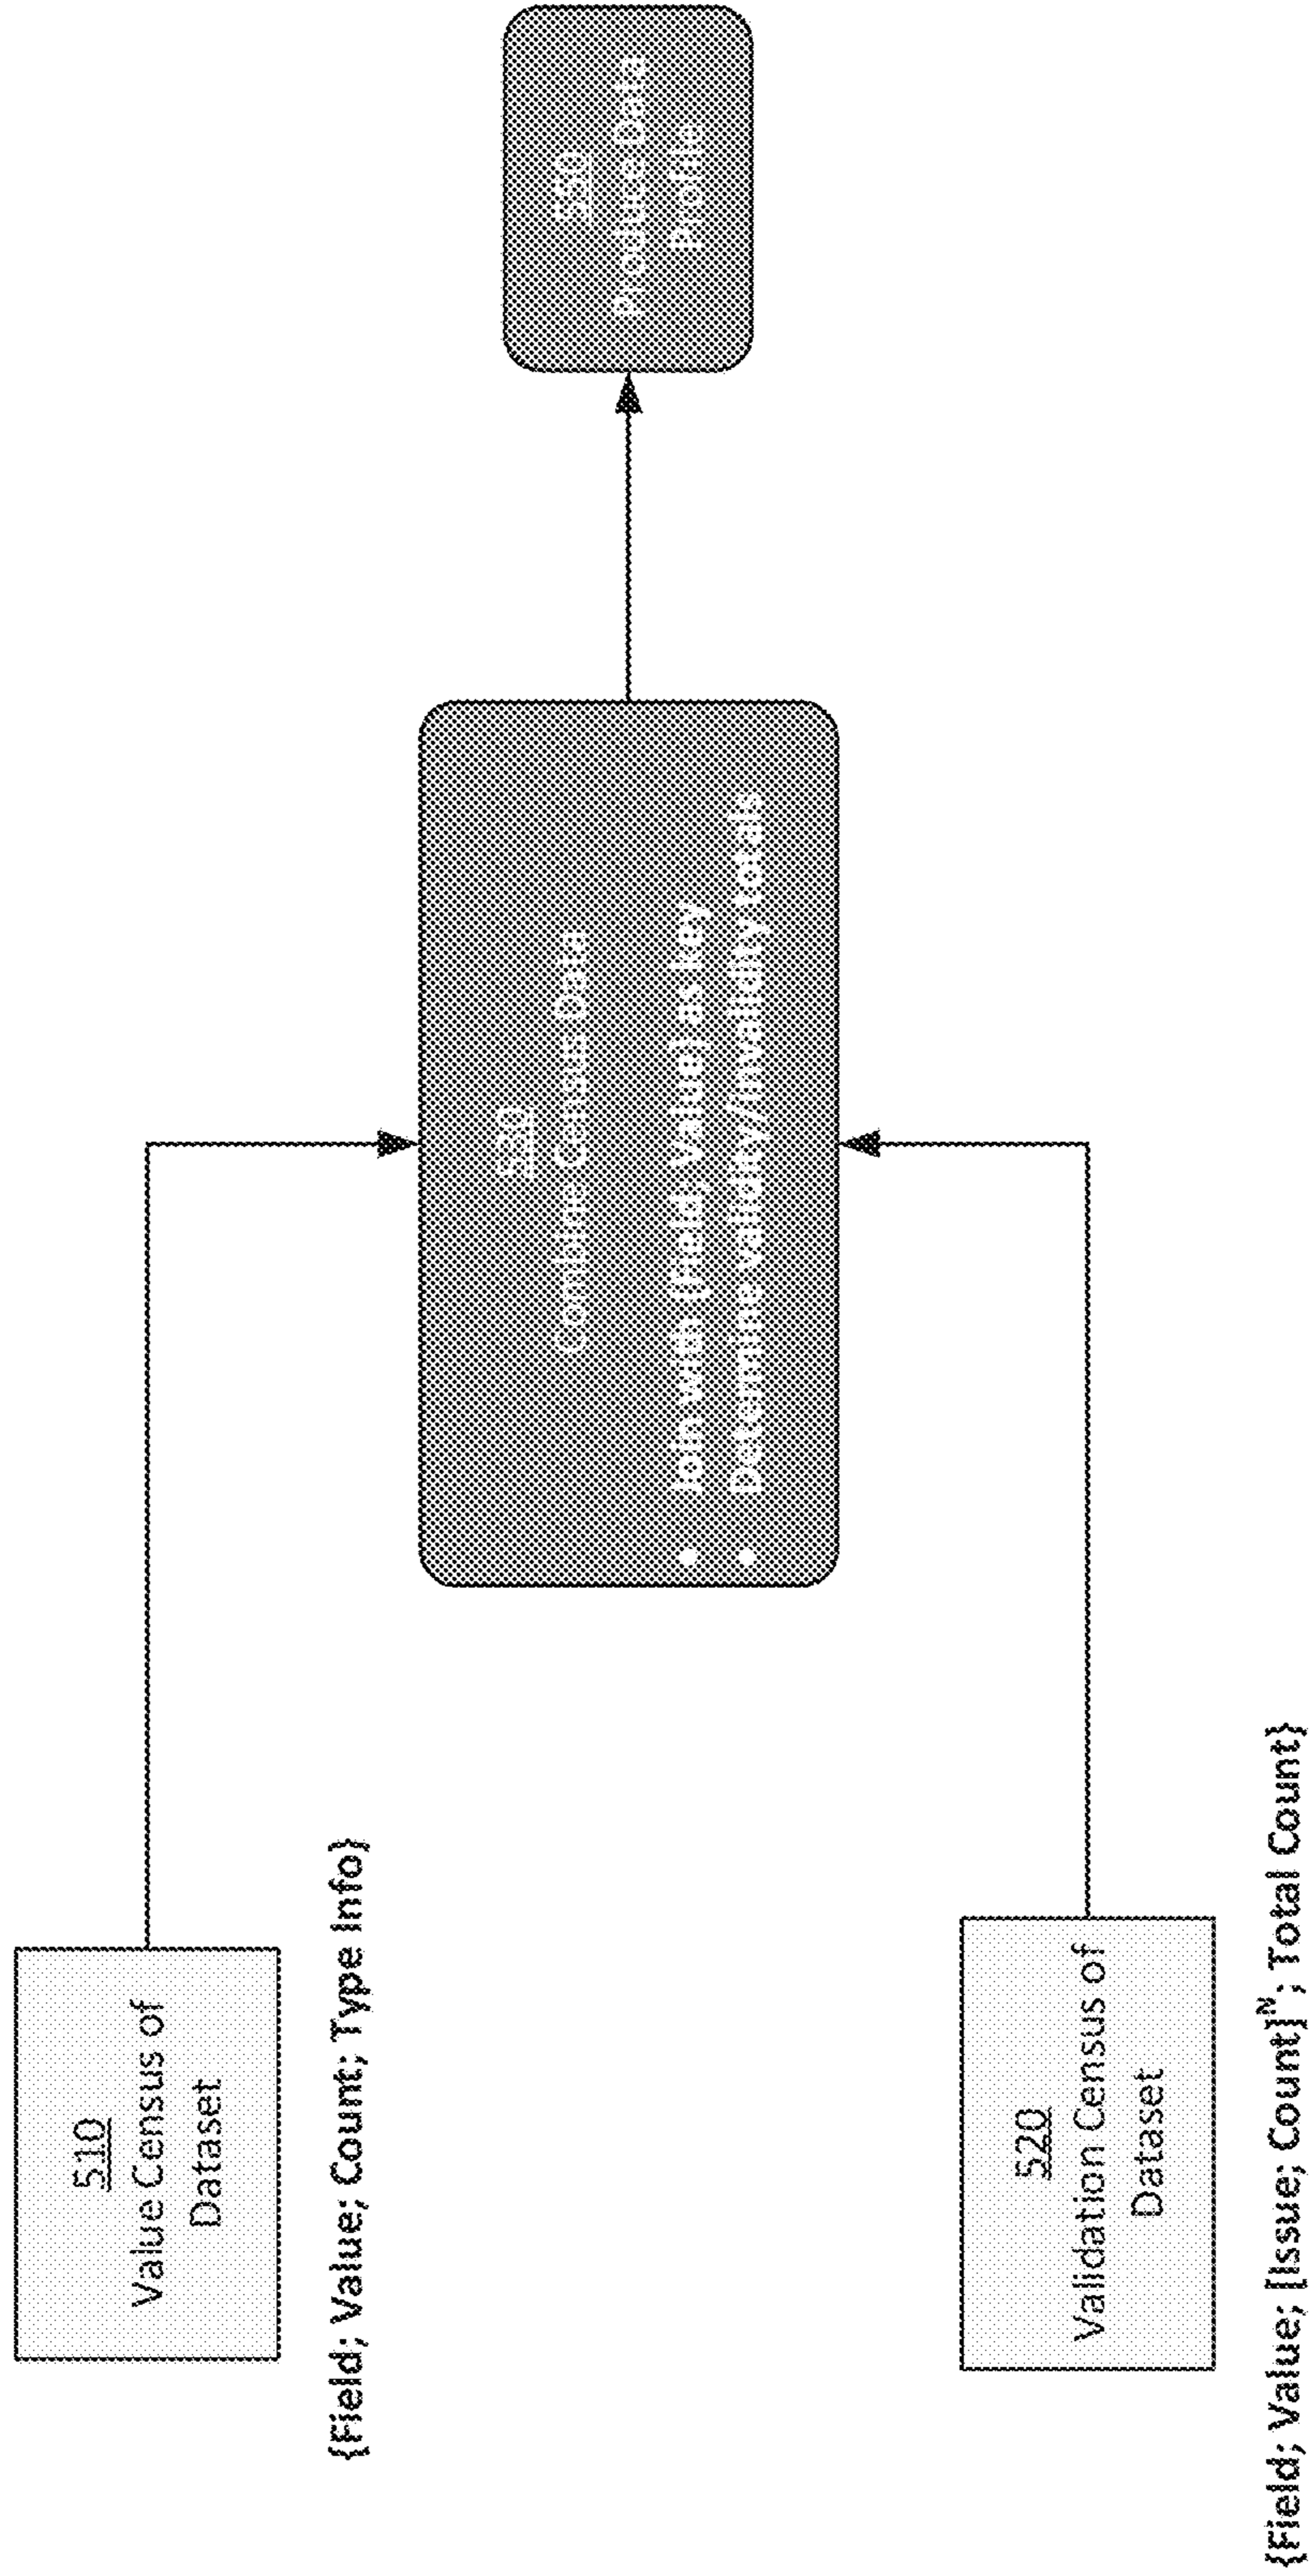 510
Value Census of
Dataset
{Field; Value; Count; Type Info}
520
Validation Census of
Dataset
{Field; Value; [Issue; Count]ᴺ; Total Count}
530
Combine Census Data
• Join with (Field, Value) as key
• Determine validity/invalidity totals
Produce Data
Profile